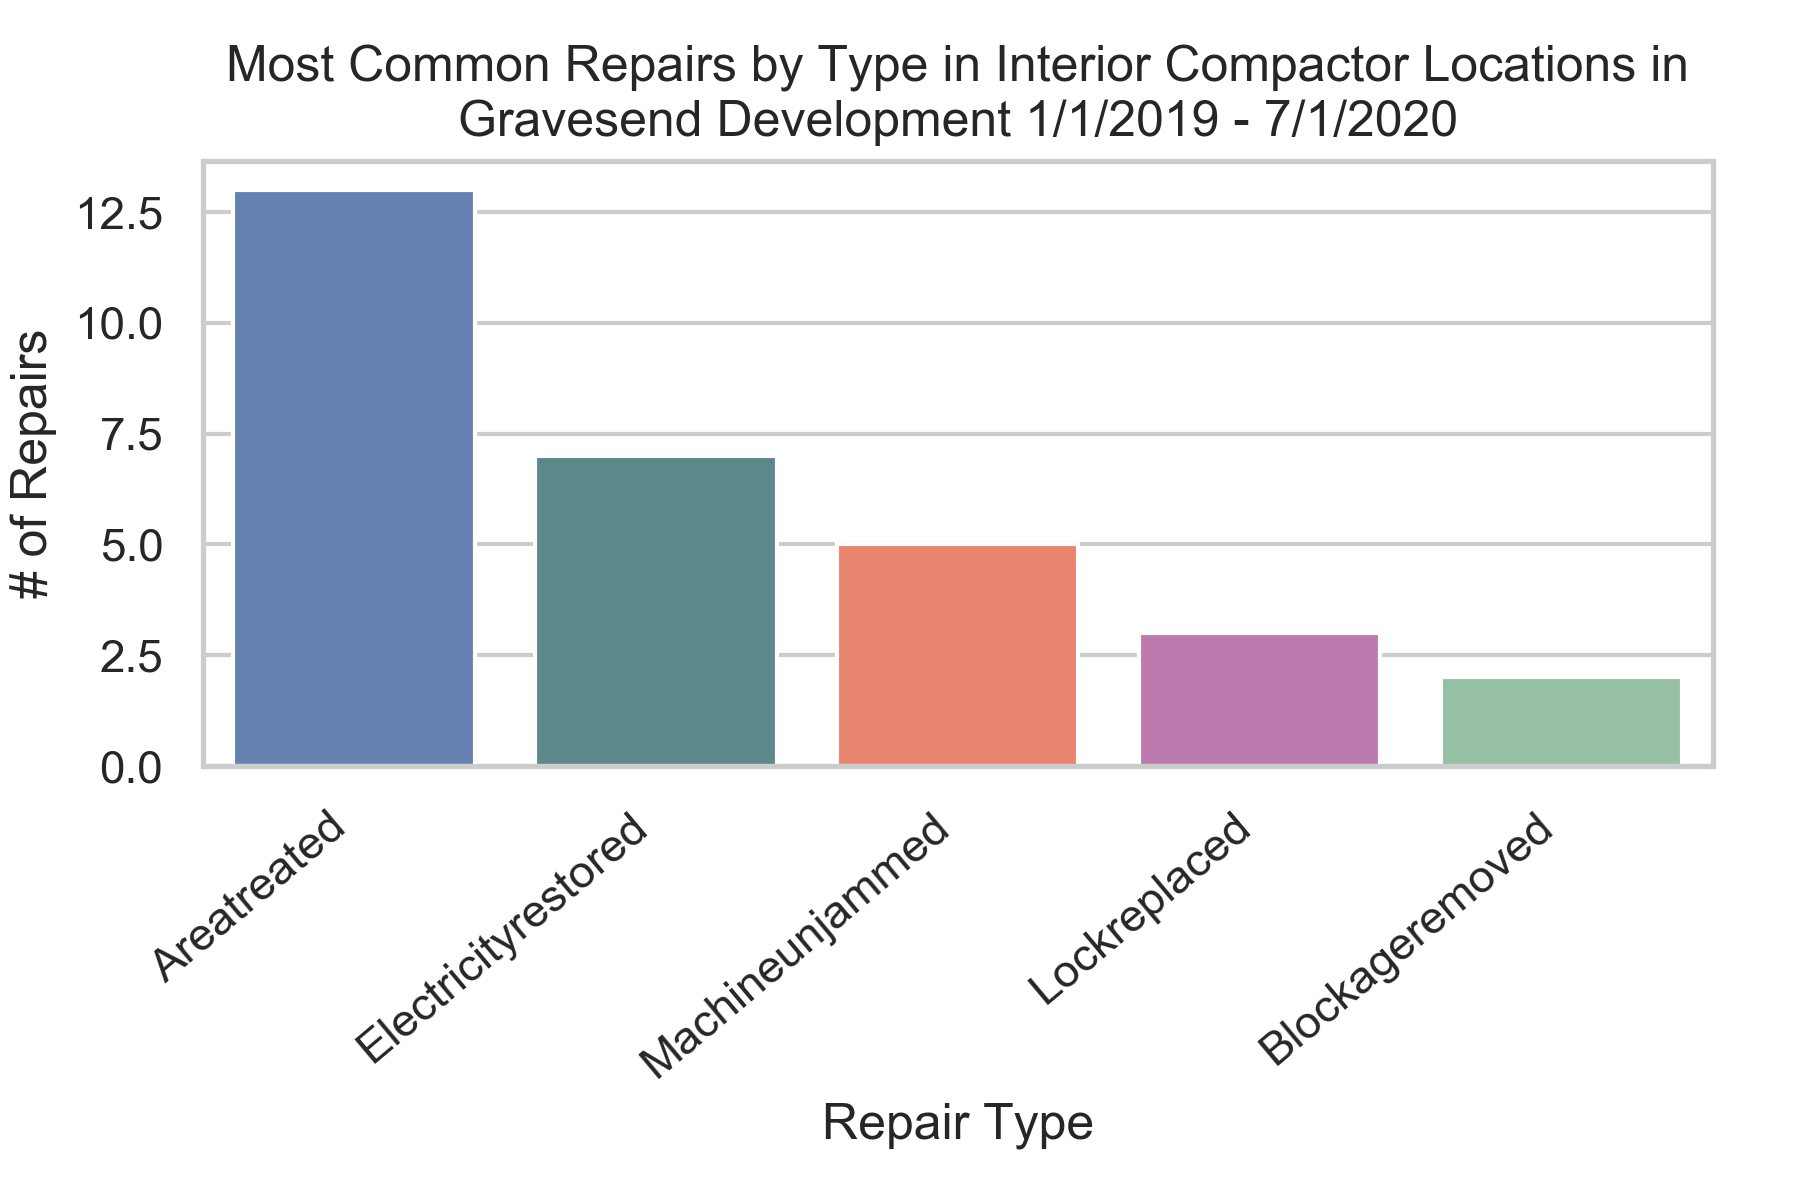 Most Common Repairs by Type in Interior Compactor Locations in
Gravesend Development 1/1/2019 - 7/1/2020
# of Repairs
12.5
10.0
7.5
5.0
2.5
0.0
Areatreated
Electricityrestored
Machineunjammed
Lockreplaced
Blockageremoved
Repair Type